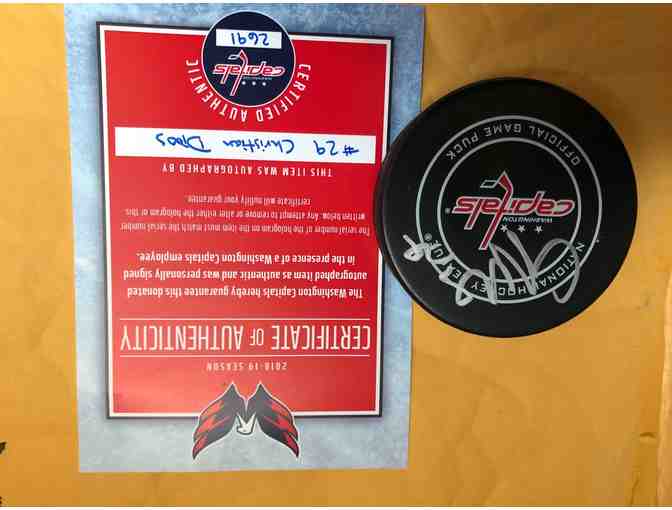 2018-19 SEASON
CERTIFICATE OF AUTHENTICITY
The Washington Capitals hereby guarantee this donated
autographed item as authentic and was personally signed
in the presence of a Washington Capitals employee.
The serial number of the hologram on the item must match the serial number
written below. Any attempt to remove or alter either the hologram or this
certificate will nullify your guarantee.
THIS ITEM WAS AUTOGRAPHED BY
#29 Christian Djoos
CERTIFIED AUTHENTIC
capitals
2691
NATIONAL HOCKEY LEAGUE®
WASHINGTON
capitals
OFFICIAL GAME PUCK